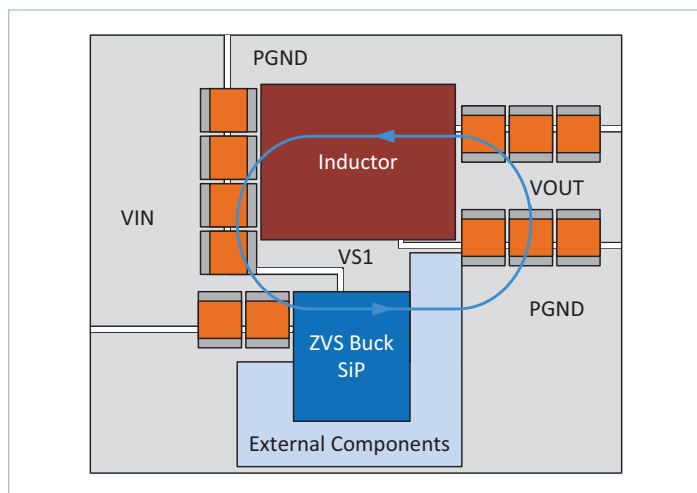 PGND
Inductor
VOUT
VIN
VS1
PGND
ZVS Buck
SiP
External Components